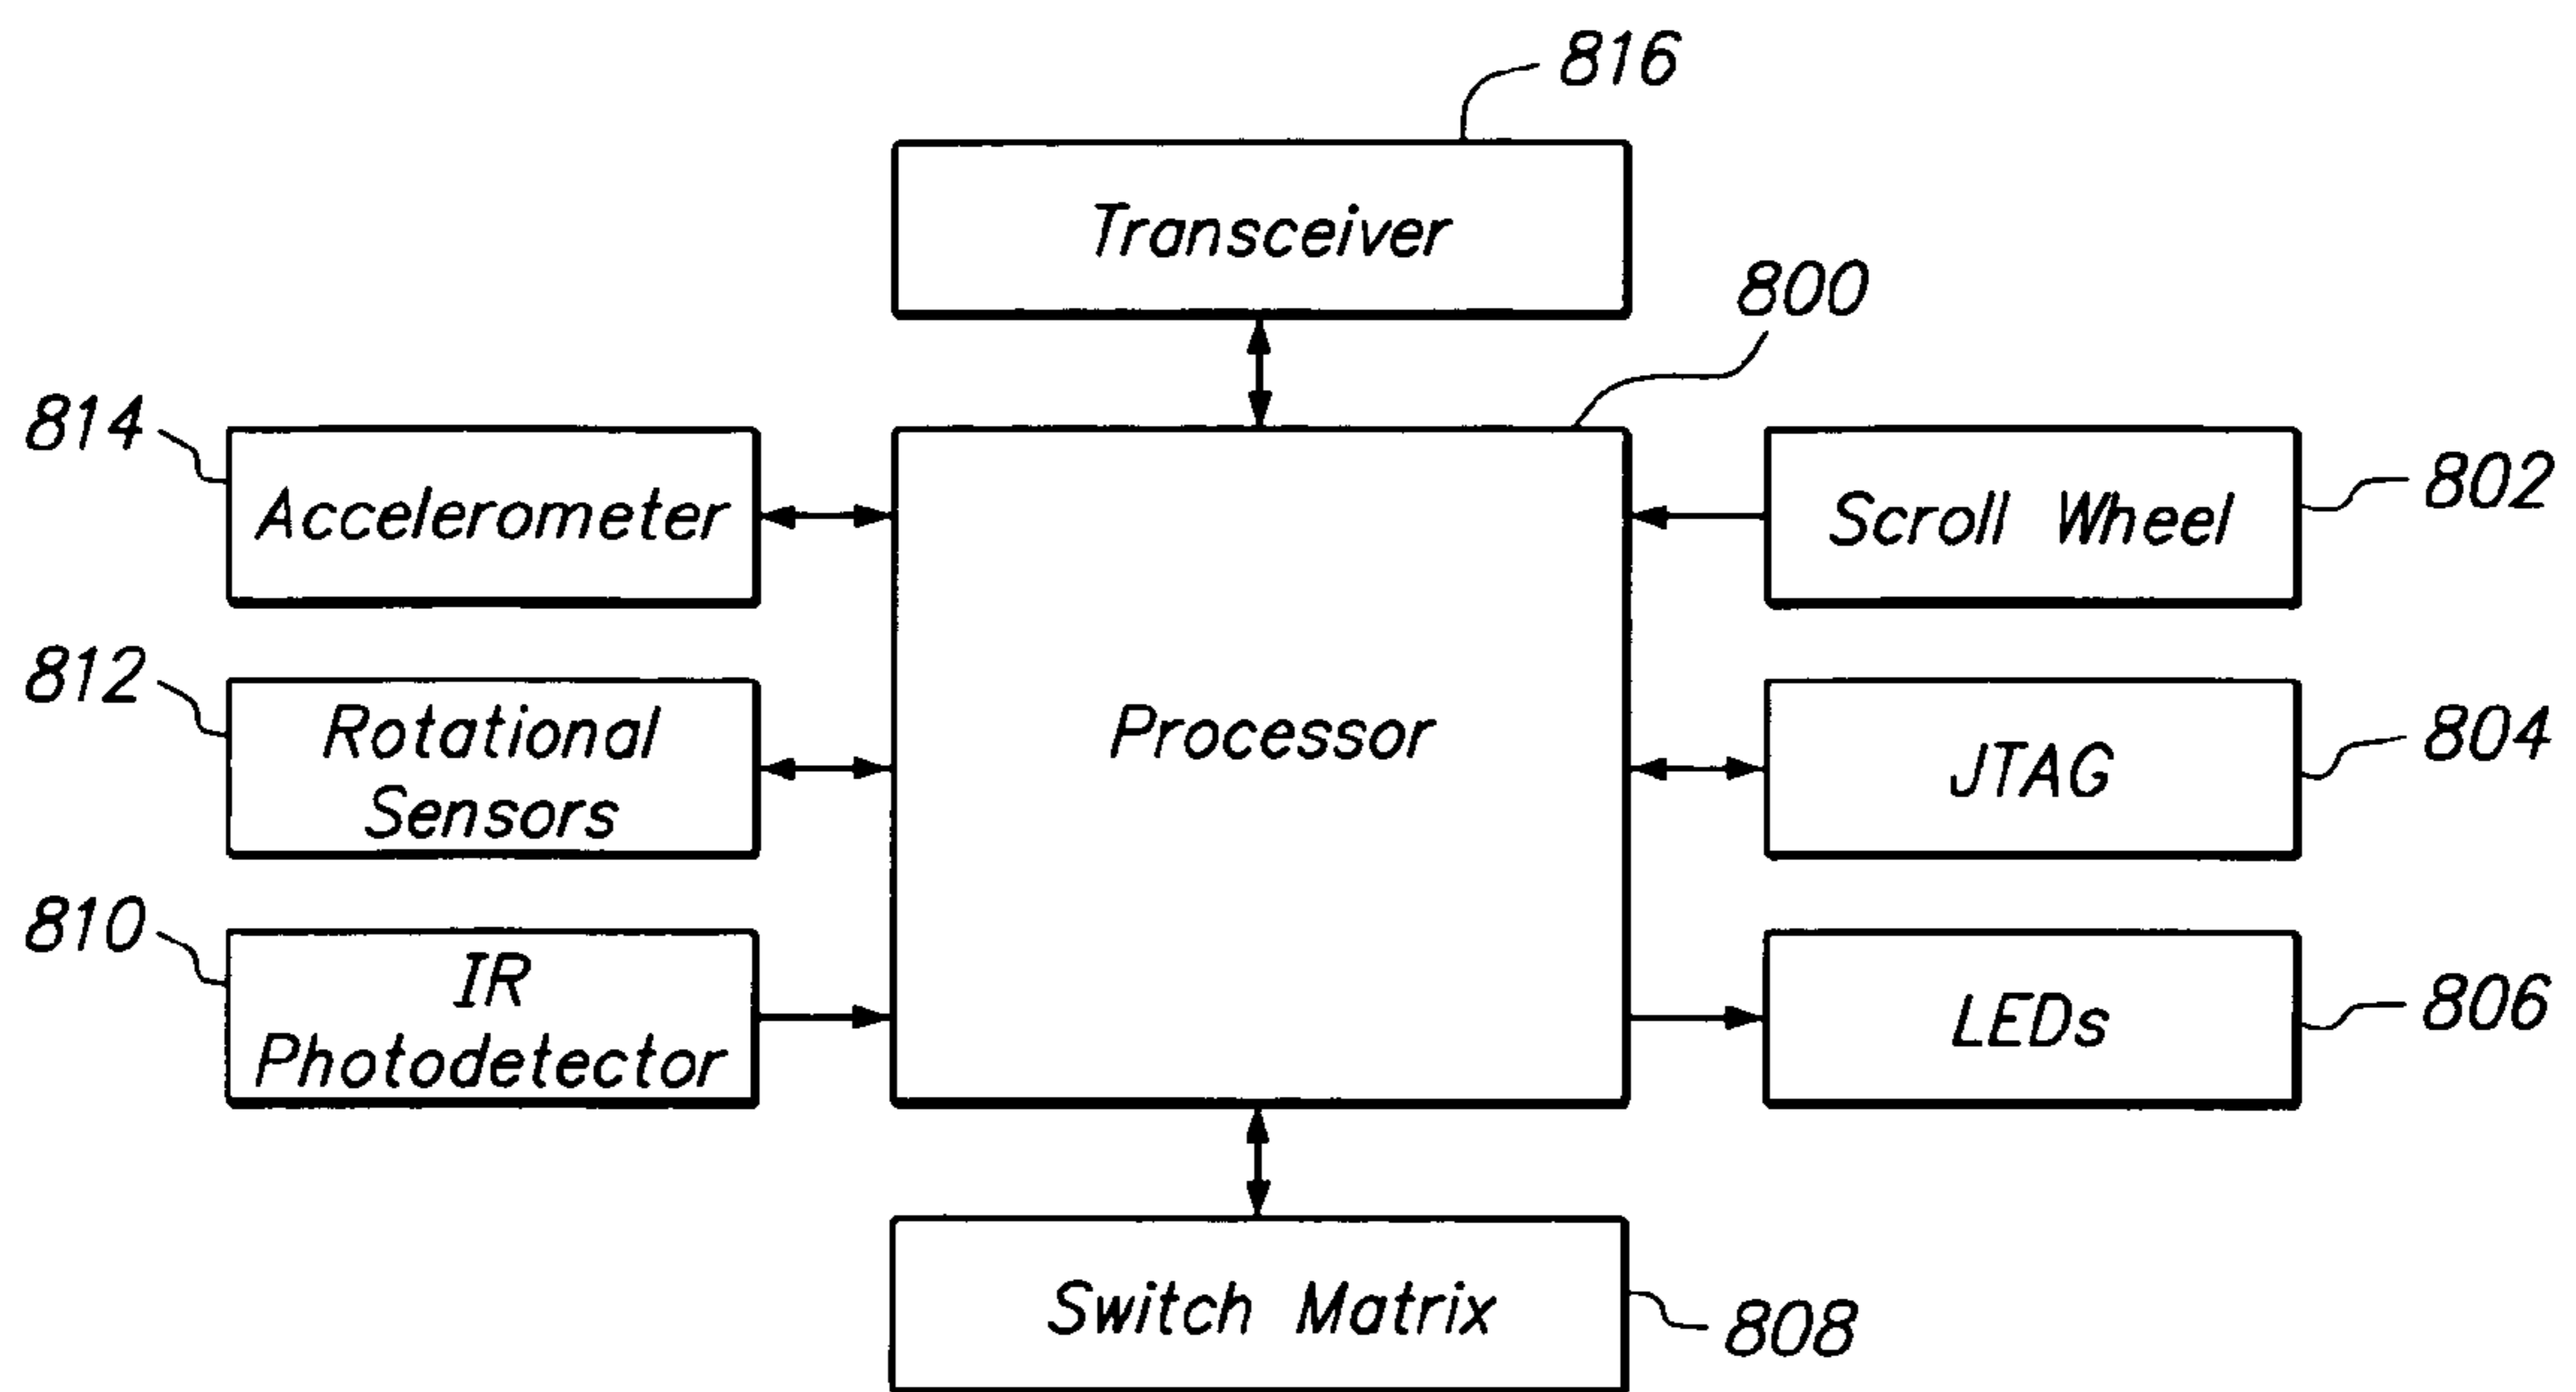 816
Transceiver
800
814
Accelerometer
Scroll Wheel
802
812
Rotational
Sensors
Processor
JTAG
804
810
IR
Photodetector
LEDs
806
Switch Matrix
808